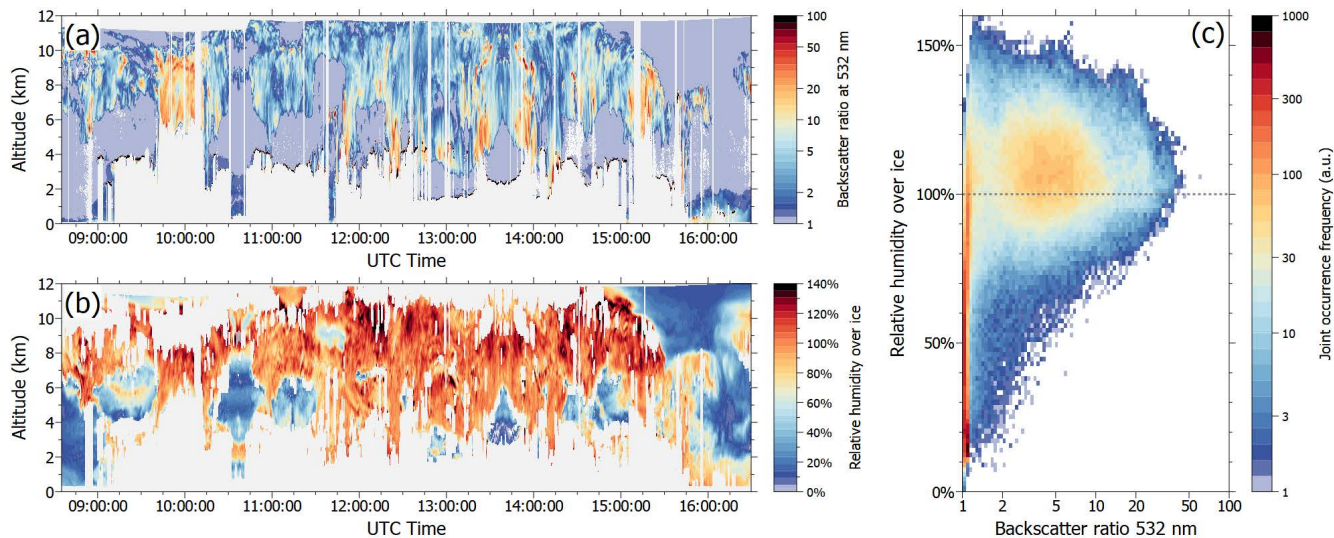 (a)
Altitude (km)
12
10
8
6
4
2
0
09:00:00 10:00:00 11:00:00 12:00:00 13:00:00 14:00:00 15:00:00 16:00:00
UTC Time
100
50
20
10
5
2
1
Backscatter ratio at 532 nm
(b)
Altitude (km)
12
10
8
6
4
2
0
09:00:00 10:00:00 11:00:00 12:00:00 13:00:00 14:00:00 15:00:00 16:00:00
UTC Time
140%
120%
100%
80%
60%
40%
20%
0%
Relative humidity over ice
(c)
Relative humidity over ice
150%
100%
50%
0%
1 2 5 10 20 50 100
Backscatter ratio 532 nm
1000
300
100
30
10
3
1
Joint occurrence frequency (a.u.)